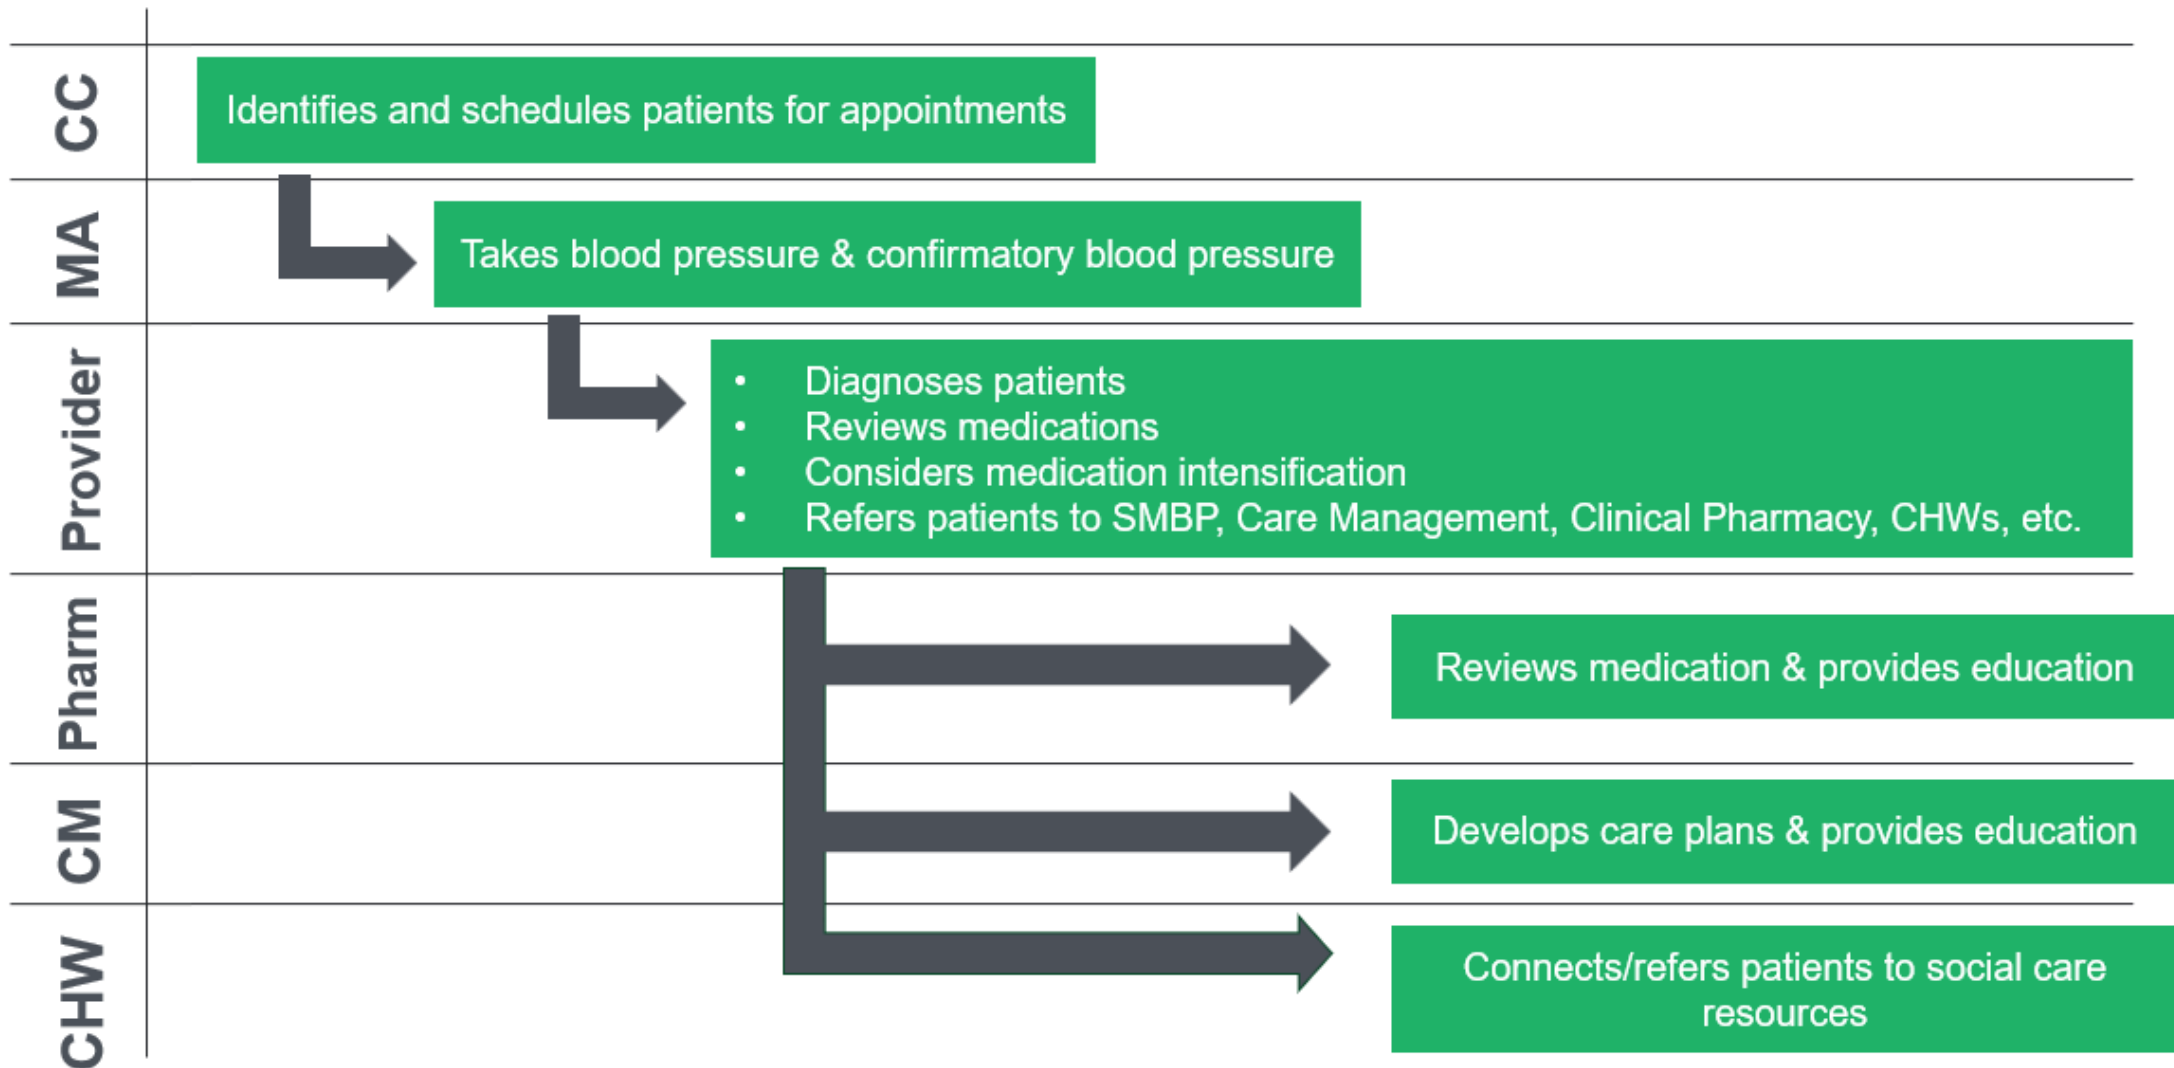 CC
Identifies and schedules patients for appointments
MA
Takes blood pressure & confirmatory blood pressure
Provider
• Diagnoses patients
• Reviews medications
• Considers medication intensification
• Refers patients to SMBP, Care Management, Clinical Pharmacy, CHWs, etc.
Pharm
Reviews medication & provides education
CM
Develops care plans & provides education
CHW
Connects/refers patients to social care
resources